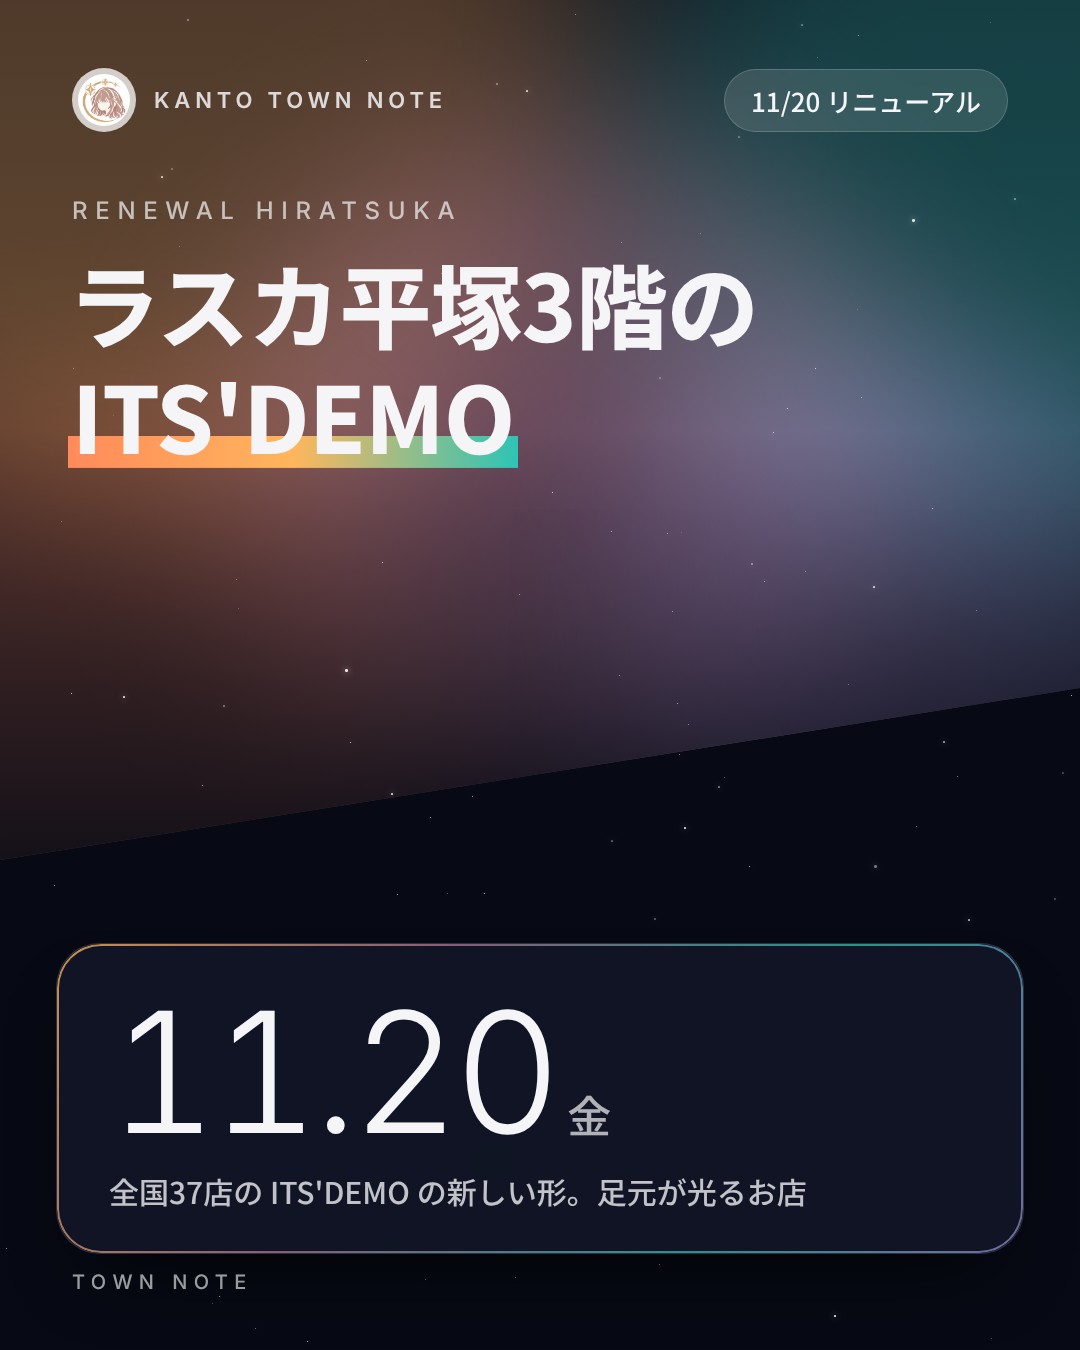 KANTO TOWN NOTE
11/20 リニューアル
RENEWAL HIRATSUKA
ラスカ平塚3階の
ITS'DEMO
11.20 金
全国37店の ITS'DEMO の新しい形。足元が光るお店
TOWN NOTE